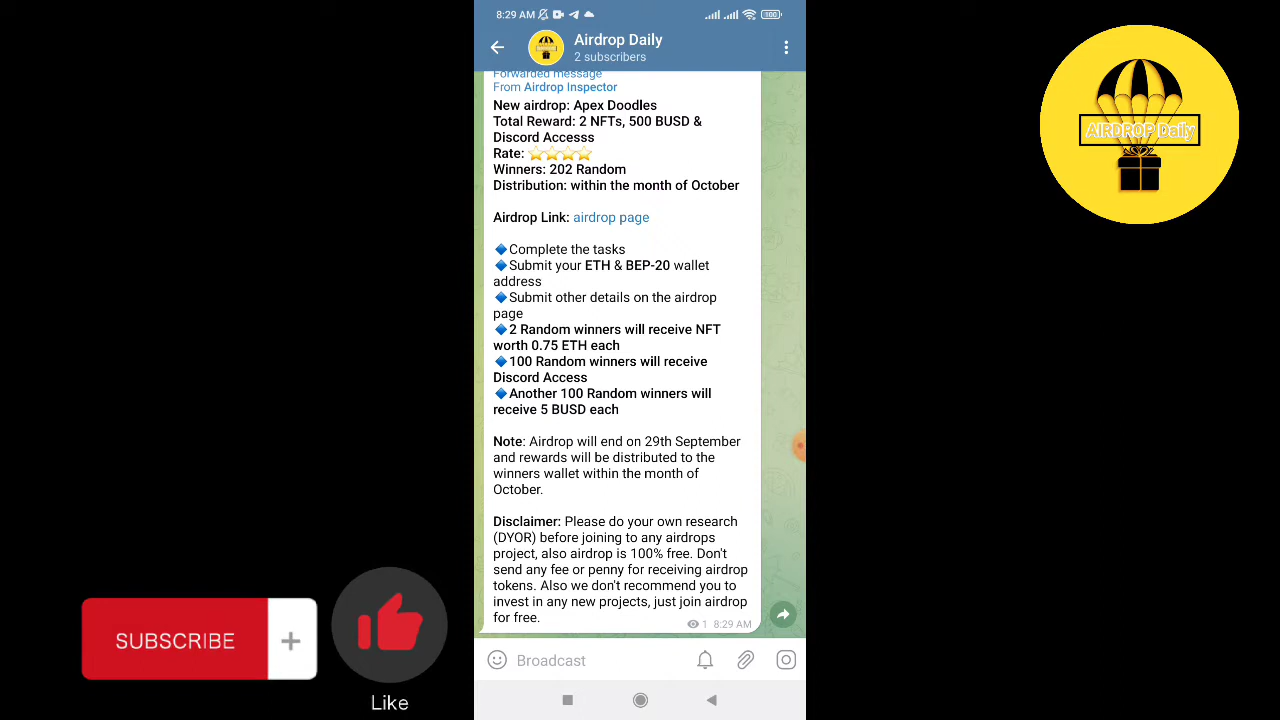 8:29 AM
100
Airdrop Daily
2 subscribers
Forwarded message
From Airdrop Inspector
New airdrop: Apex Doodles
Total Reward: 2 NFTs, 500 BUSD &
Discord Accesss
Rate: ⭐⭐⭐⭐
Winners: 202 Random
Distribution: within the month of October
Airdrop Link: airdrop page
🔹Complete the tasks
🔹Submit your ETH & BEP-20 wallet
address
🔹Submit other details on the airdrop
page
🔹2 Random winners will receive NFT
worth 0.75 ETH each
🔹100 Random winners will receive
Discord Access
🔹Another 100 Random winners will
receive 5 BUSD each
Note: Airdrop will end on 29th September
and rewards will be distributed to the
winners wallet within the month of
October.
Disclaimer: Please do your own research
(DYOR) before joining to any airdrops
project, also airdrop is 100% free. Don't
send any fee or penny for receiving airdrop
tokens. Also we don't recommend you to
invest in any new projects, just join airdrop
for free.
1 8:29 AM
Broadcast
AIRDROP Daily
SUBSCRIBE +
Like